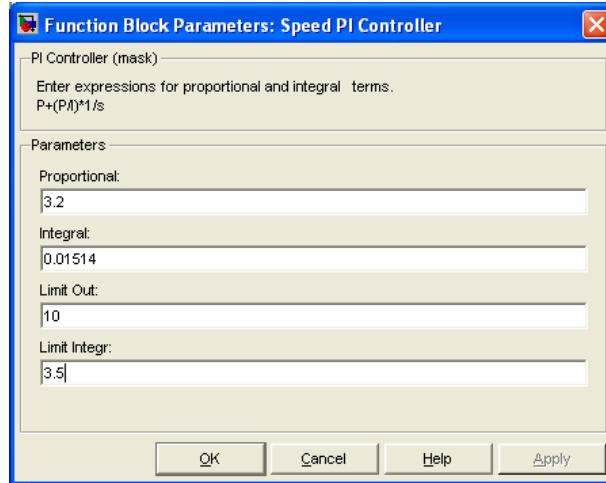 Function Block Parameters: Speed PI Controller
PI Controller (mask)
Enter expressions for proportional and integral terms.
P+(P/I)*1/s
Parameters
Proportional:
3.2
Integral:
0.01514
Limit Out:
10
Limit Integr:
3.5
OK Cancel Help Apply